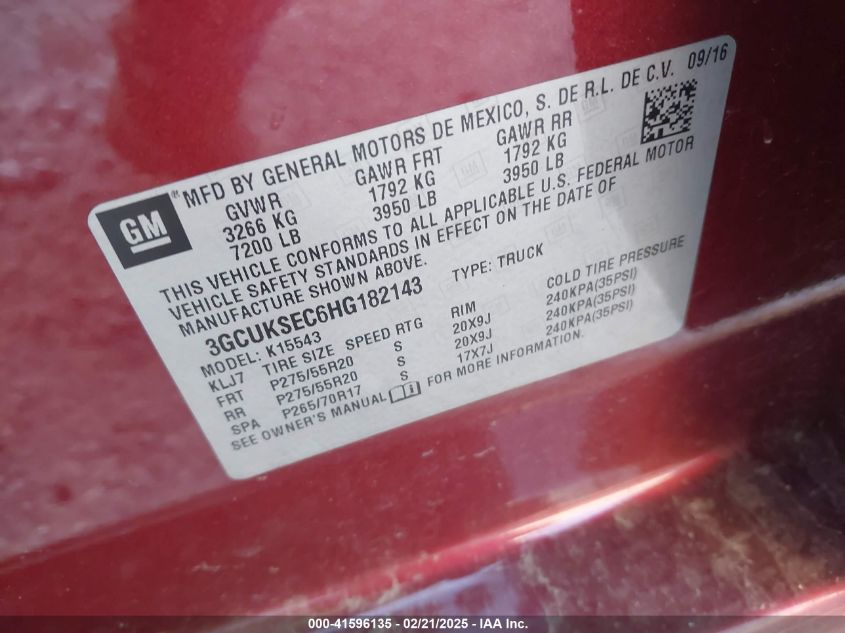 GM® MFD BY GENERAL MOTORS DE MEXICO, S. DE R.L. DE C.V. 09/16
GVWR GAWR FRT GAWR RR
3266 KG 1792 KG 1792 KG
7200 LB 3950 LB 3950 LB
THIS VEHICLE CONFORMS TO ALL APPLICABLE U.S. FEDERAL MOTOR
VEHICLE SAFETY STANDARDS IN EFFECT ON THE DATE OF
MANUFACTURE SHOWN ABOVE.
3GCUKSEC6HG182143 TYPE: TRUCK
MODEL: K15543
KLJ7 TIRE SIZE SPEED RTG RIM COLD TIRE PRESSURE
FRT P275/55R20 S 20X9J 240KPA(35PSI)
RR P275/55R20 S 20X9J 240KPA(35PSI)
SPA P265/70R17 S 17X7J 240KPA(35PSI)
SEE OWNER'S MANUAL FOR MORE INFORMATION.
000-41596135 - 02/21/2025 - IAA Inc.